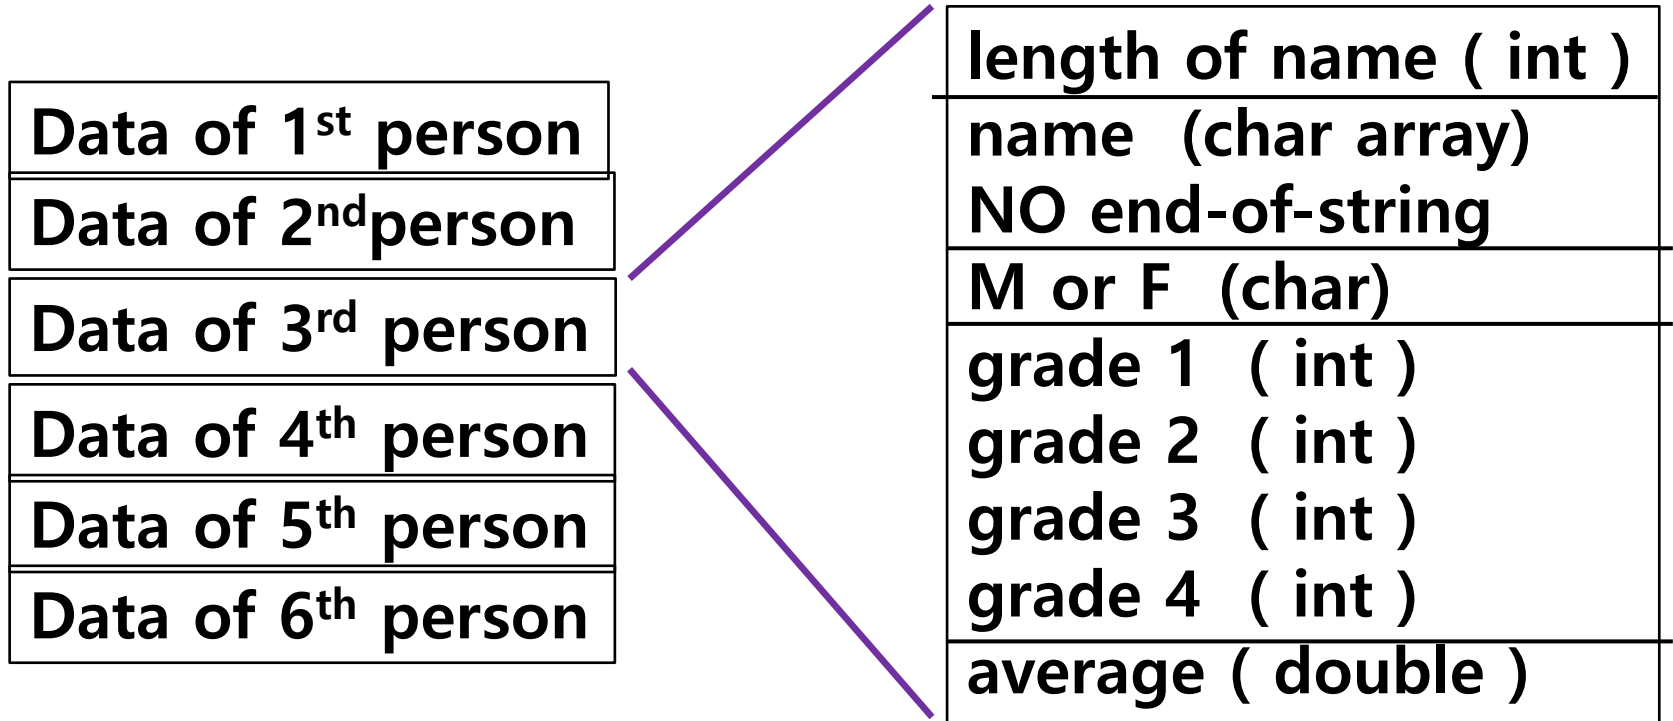 Data of 1st person
Data of 2ndperson
Data of 3rd person
Data of 4th person
Data of 5th person
Data of 6th person
length of name ( int )
name (char array)
NO end-of-string
M or F (char)
grade 1 ( int )
grade 2 ( int )
grade 3 ( int )
grade 4 ( int )
average ( double )